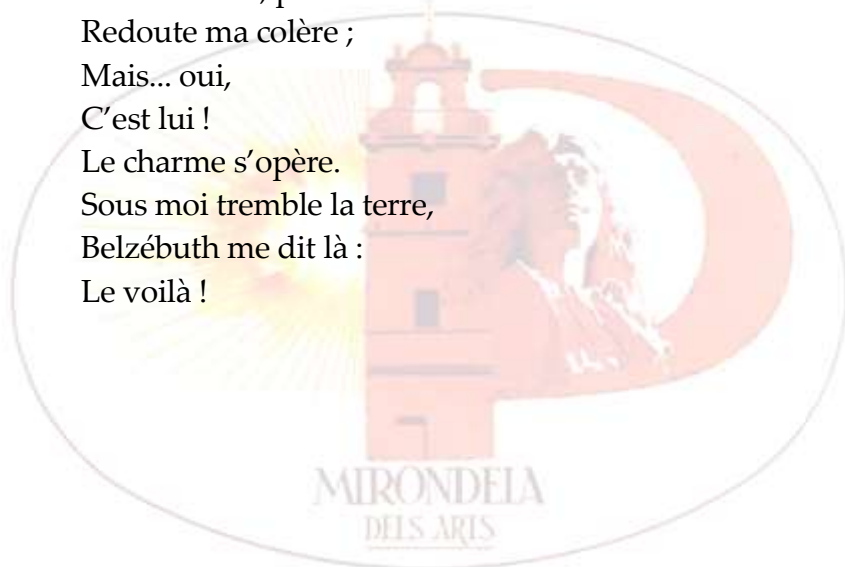 Redoute ma colère ;
Mais... oui,
C’est lui !
Le charme s’opère.
Sous moi tremble la terre,
Belzébuth me dit là :
Le voilà !
MIRONDELA
DELS ARTS